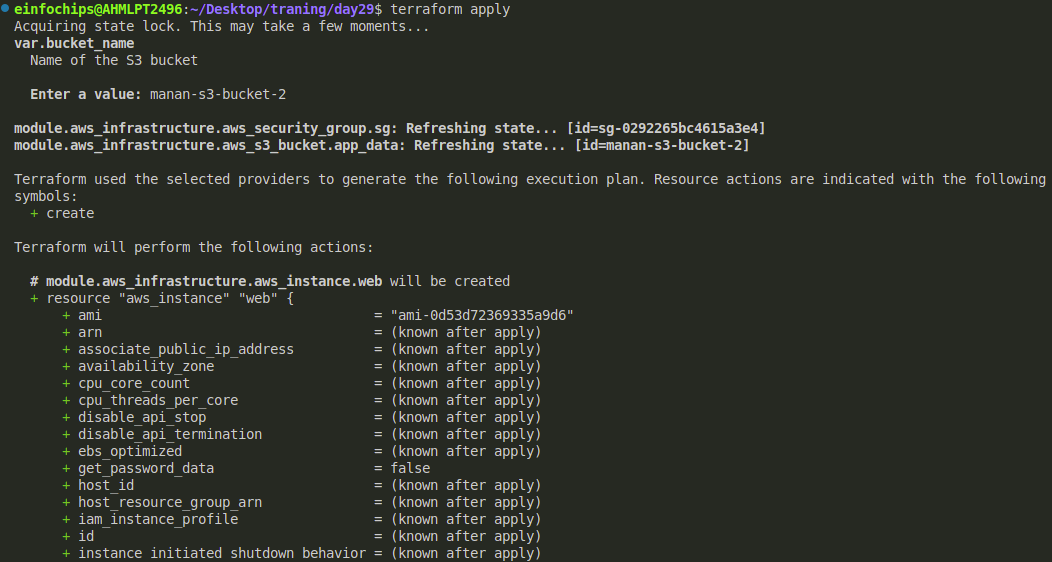 einfochips@AHMLPT2496:~/Desktop/traning/day29$ terraform apply
Acquiring state lock. This may take a few moments...
var.bucket_name
  Name of the S3 bucket

  Enter a value: manan-s3-bucket-2

module.aws_infrastructure.aws_security_group.sg: Refreshing state... [id=sg-0292265bc4615a3e4]
module.aws_infrastructure.aws_s3_bucket.app_data: Refreshing state... [id=manan-s3-bucket-2]

Terraform used the selected providers to generate the following execution plan. Resource actions are indicated with the following
symbols:
  + create

Terraform will perform the following actions:

  # module.aws_infrastructure.aws_instance.web will be created
  + resource "aws_instance" "web" {
      + ami                                  = "ami-0d53d72369335a9d6"
      + arn                                  = (known after apply)
      + associate_public_ip_address          = (known after apply)
      + availability_zone                    = (known after apply)
      + cpu_core_count                       = (known after apply)
      + cpu_threads_per_core                 = (known after apply)
      + disable_api_stop                     = (known after apply)
      + disable_api_termination              = (known after apply)
      + ebs_optimized                        = (known after apply)
      + get_password_data                    = false
      + host_id                              = (known after apply)
      + host_resource_group_arn              = (known after apply)
      + iam_instance_profile                 = (known after apply)
      + id                                   = (known after apply)
      + instance_initiated_shutdown_behavior = (known after apply)